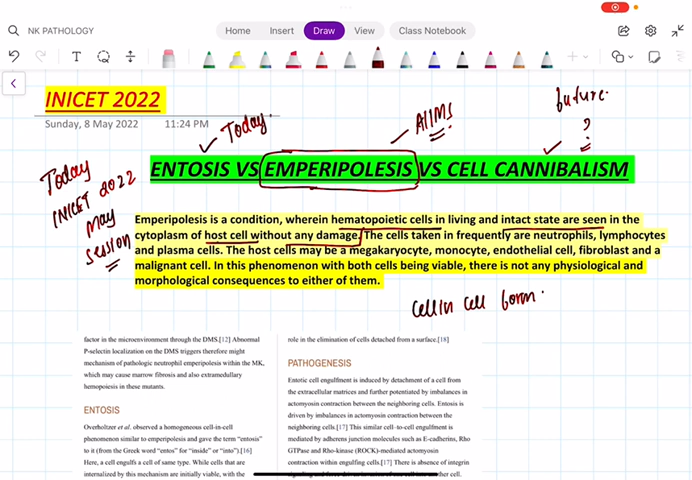 NK PATHOLOGY
Home
Insert
Draw
View
Class Notebook
INICET 2022
Sunday, 8 May 2022 11:24 PM
Today.
AIIMS
future.
?
ENTOSIS VS EMPERIPOLESIS VS CELL CANNIBALISM
Today
INICET 2022
May
session
Emperipolesis is a condition, wherein hematopoietic cells in living and intact state are seen in the
cytoplasm of host cell without any damage. The cells taken in frequently are neutrophils, lymphocytes
and plasma cells. The host cells may be a megakaryocyte, monocyte, endothelial cell, fibroblast and a
malignant cell. In this phenomenon with both cells being viable, there is not any physiological and
morphological consequences to either of them.
cell in cell form.
factor in the microenvironment through the DMS.[12] Abnormal
P-selectin localization on the DMS triggers therefore might
mechanism of pathologic neutrophil emperipolesis within the MK,
which may cause marrow fibrosis and also extramedullary
hemopoiesis in these mutants.
ENTOSIS
Overholtzer et al. observed a homogenous cell-in-cell
phenomenon similar to emperipolesis and gave the term "entosis"
to it (from the Greek word "entos" for "inside" or "into").[16]
Here, a cell engulfs a cell of same type. While cells that are
internalized by this mechanism are initially viable, with the
role in the elimination of cells detached from a surface.[18]
PATHOGENESIS
Entotic cell engulfment is induced by detachment of a cell from
the extracellular matrices and further potentiated by imbalances in
actomyosin contraction between the neighboring cells. Entosis is
driven by imbalances in actomyosin contraction between the
neighboring cells.[17] This similar cell-to-cell engulfment is
mediated by adherens junction molecules such as E-cadherins, Rho
GTPase and Rho-kinase (ROCK)-mediated actomyosin
contraction within engulfing cells.[17] There is absence of integrin